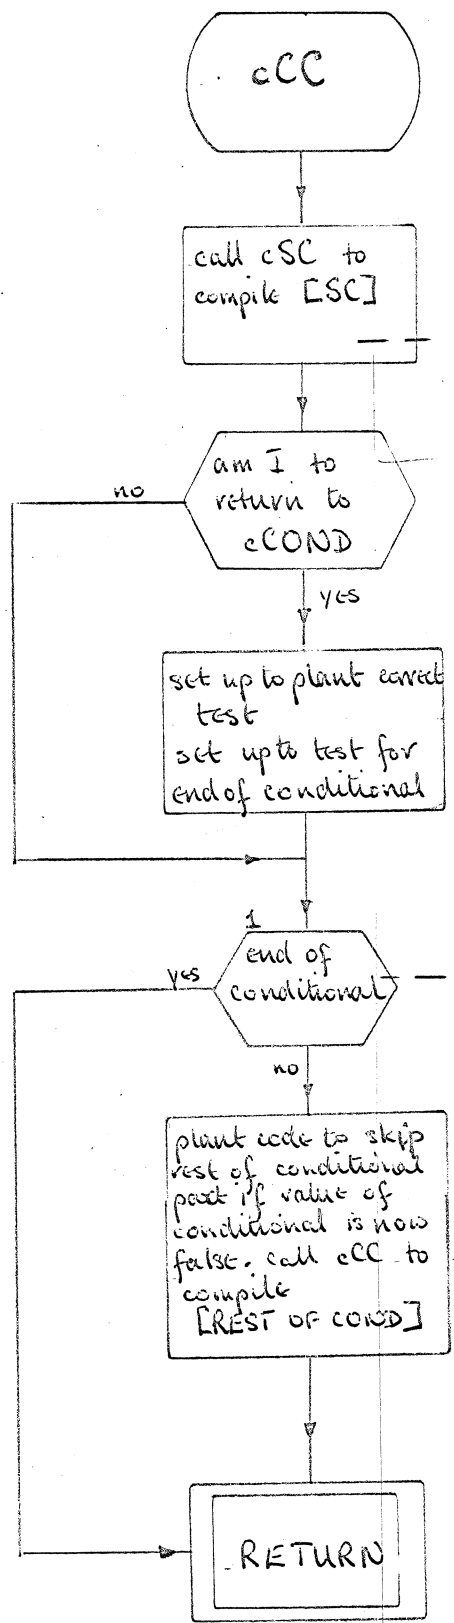 cCC
call cSC to
compile [SC]
am I to
return to
cCOND
no
yes
set up to plant correct
test
set up to test for
end of conditional
1
end of
conditional
yes
no
plant code to skip
rest of conditional
part if value of
conditional is now
false. call cCC to
compile
[REST OF COND]
RETURN